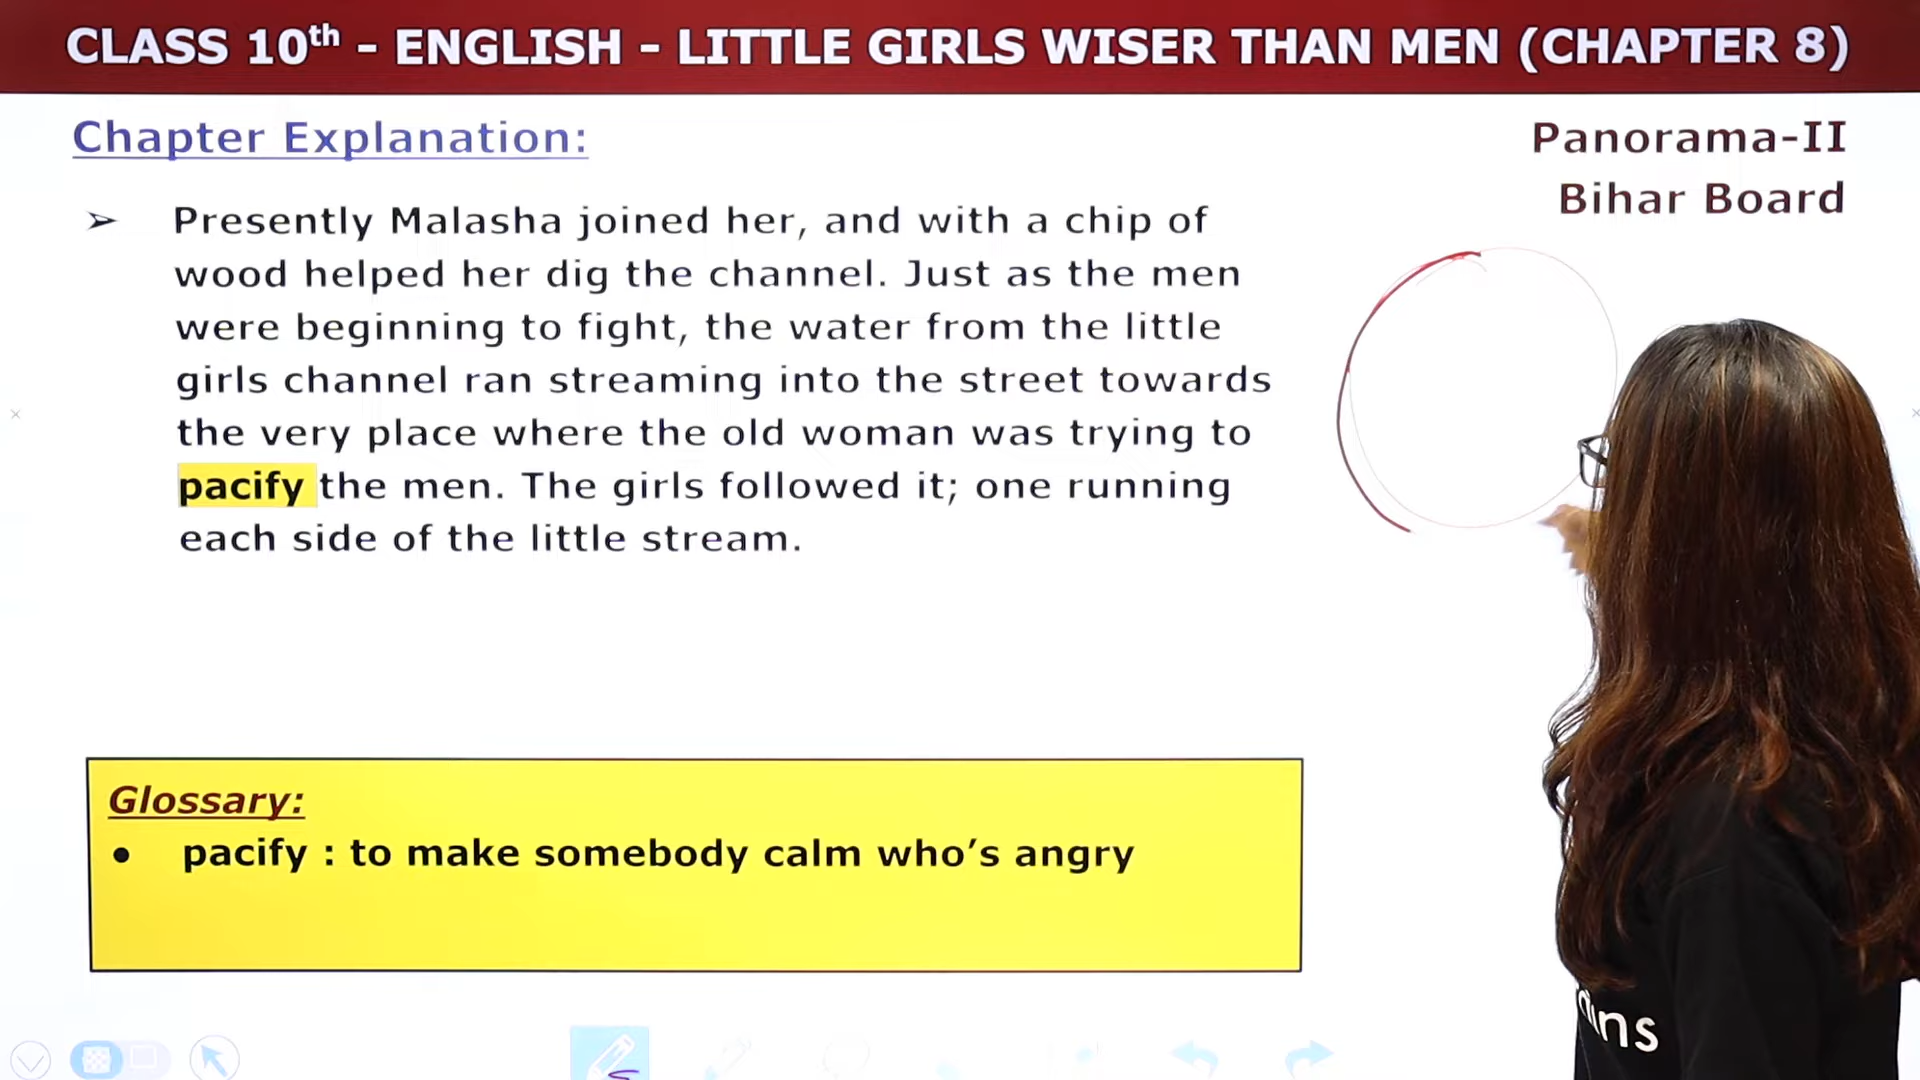 CLASS 10th - ENGLISH - LITTLE GIRLS WISER THAN MEN (CHAPTER 8)
Chapter Explanation:
Panorama-II
Bihar Board
➢ Presently Malasha joined her, and with a chip of
wood helped her dig the channel. Just as the men
were beginning to fight, the water from the little
girls channel ran streaming into the street towards
the very place where the old woman was trying to
pacify the men. The girls followed it; one running
each side of the little stream.
Glossary:
● pacify : to make somebody calm who’s angry